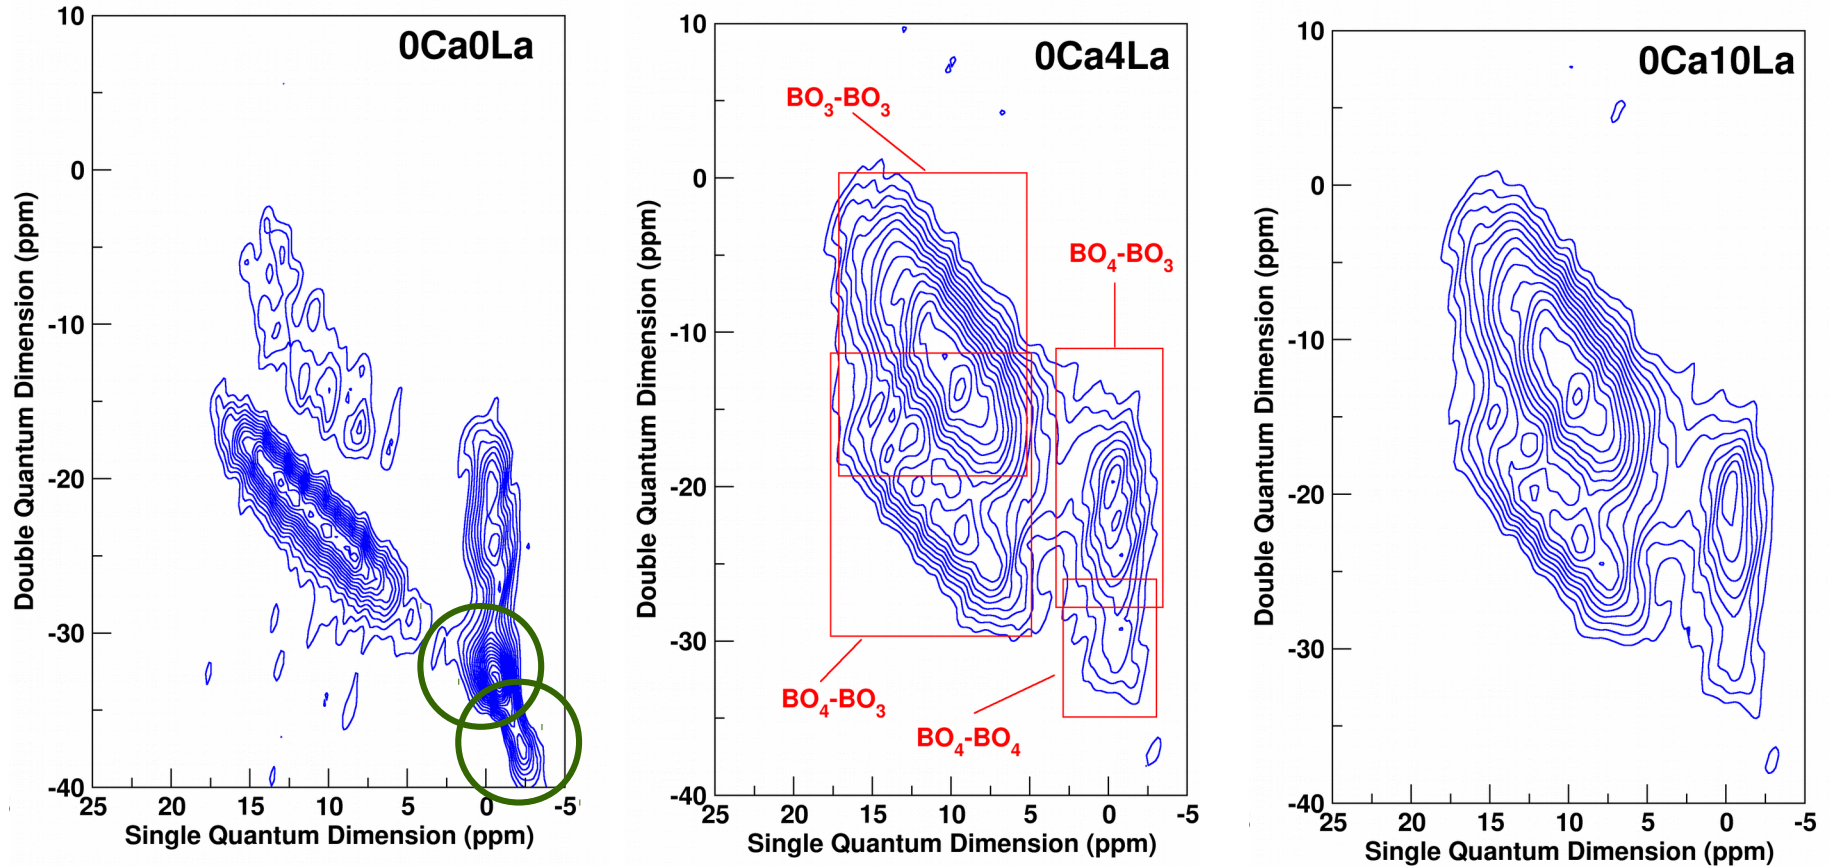 0Ca0La
10
0
-10
-20
-30
-40
25 20 15 10 5 0 -5
Double Quantum Dimension (ppm)
Single Quantum Dimension (ppm)
0Ca4La
BO3-BO3
BO4-BO3
BO4-BO3
BO4-BO4
10
0
-10
-20
-30
-40
25 20 15 10 5 0 -5
Double Quantum Dimension (ppm)
Single Quantum Dimension (ppm)
0Ca10La
10
0
-10
-20
-30
-40
25 20 15 10 5 0 -5
Double Quantum Dimension (ppm)
Single Quantum Dimension (ppm)